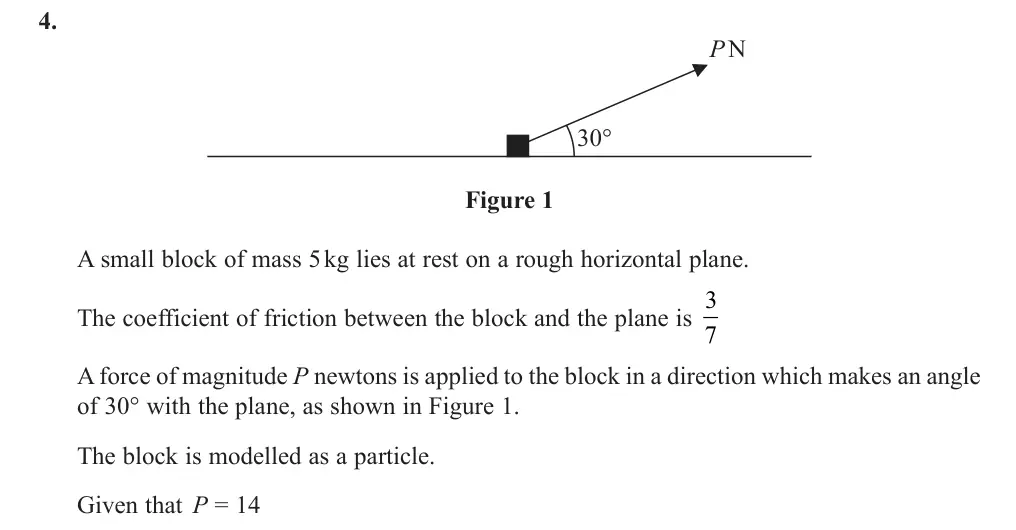 4.
P N
30°
Figure 1
A small block of mass 5 kg lies at rest on a rough horizontal plane.
The coefficient of friction between the block and the plane is 3/7
A force of magnitude P newtons is applied to the block in a direction which makes an angle
of 30° with the plane, as shown in Figure 1.
The block is modelled as a particle.
Given that P = 14